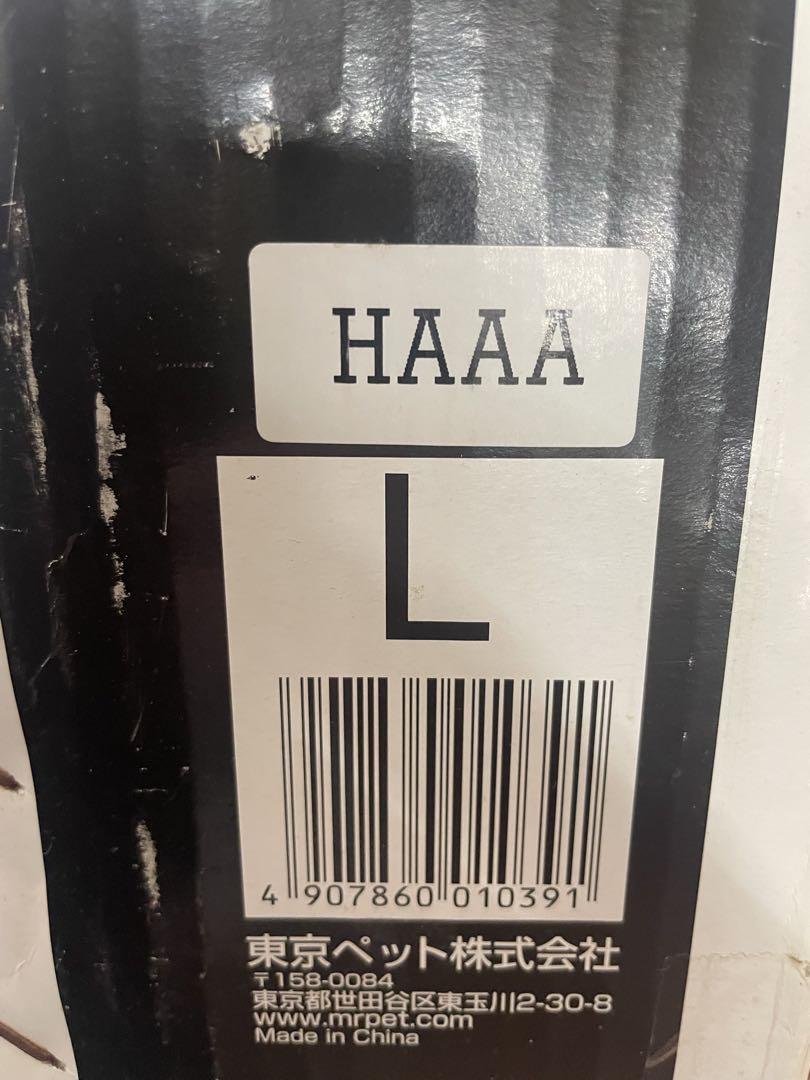 HAAA
L
4 907860 010391
東京ペット株式会社
〒158-0084
東京都世田谷区東玉川2-30-8
www.mrpet.com
Made in China